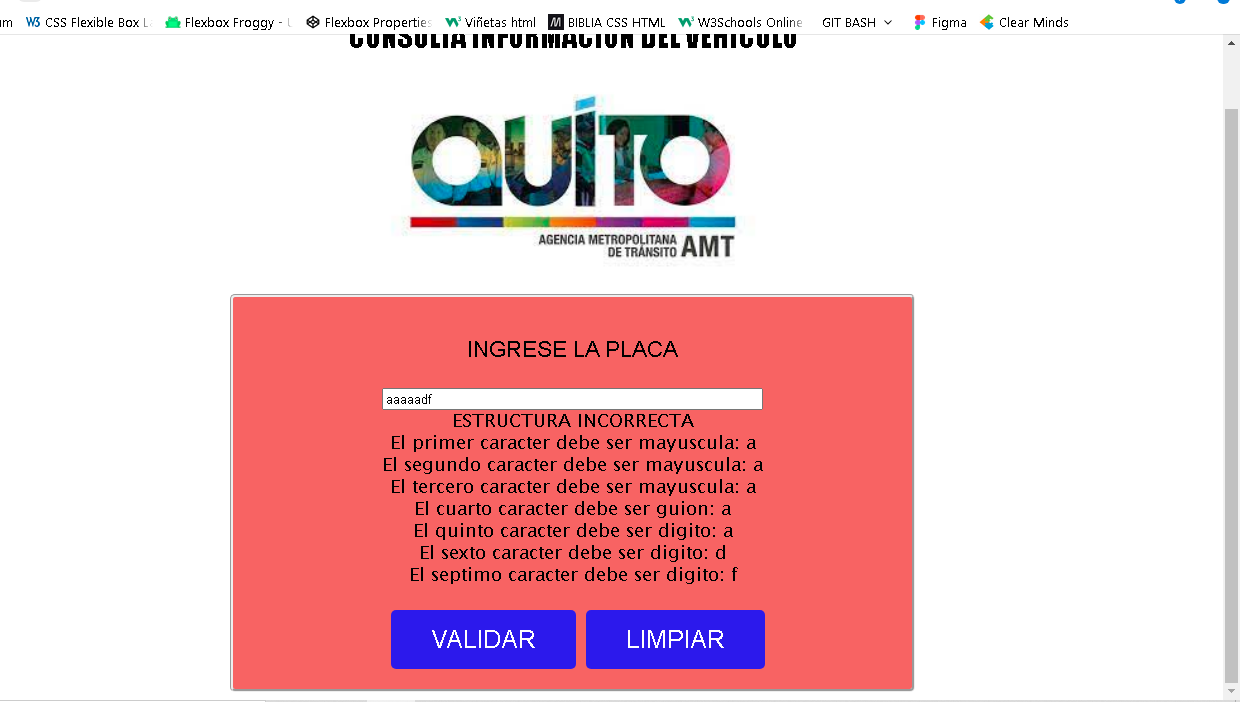 um W3 CSS Flexible Box L Flexbox Froggy - Flexbox Properties Viñetas html M BIBLIA CSS HTML W3Schools Online GIT BASH Figma Clear Minds
CONSULTA INFORMACION DEL VEHICULO
QUITO
AGENCIA METROPOLITANA
DE TRÁNSITO AMT
INGRESE LA PLACA
aaaaadf
ESTRUCTURA INCORRECTA
El primer caracter debe ser mayuscula: a
El segundo caracter debe ser mayuscula: a
El tercero caracter debe ser mayuscula: a
El cuarto caracter debe ser guion: a
El quinto caracter debe ser digito: a
El sexto caracter debe ser digito: d
El septimo caracter debe ser digito: f
VALIDAR LIMPIAR